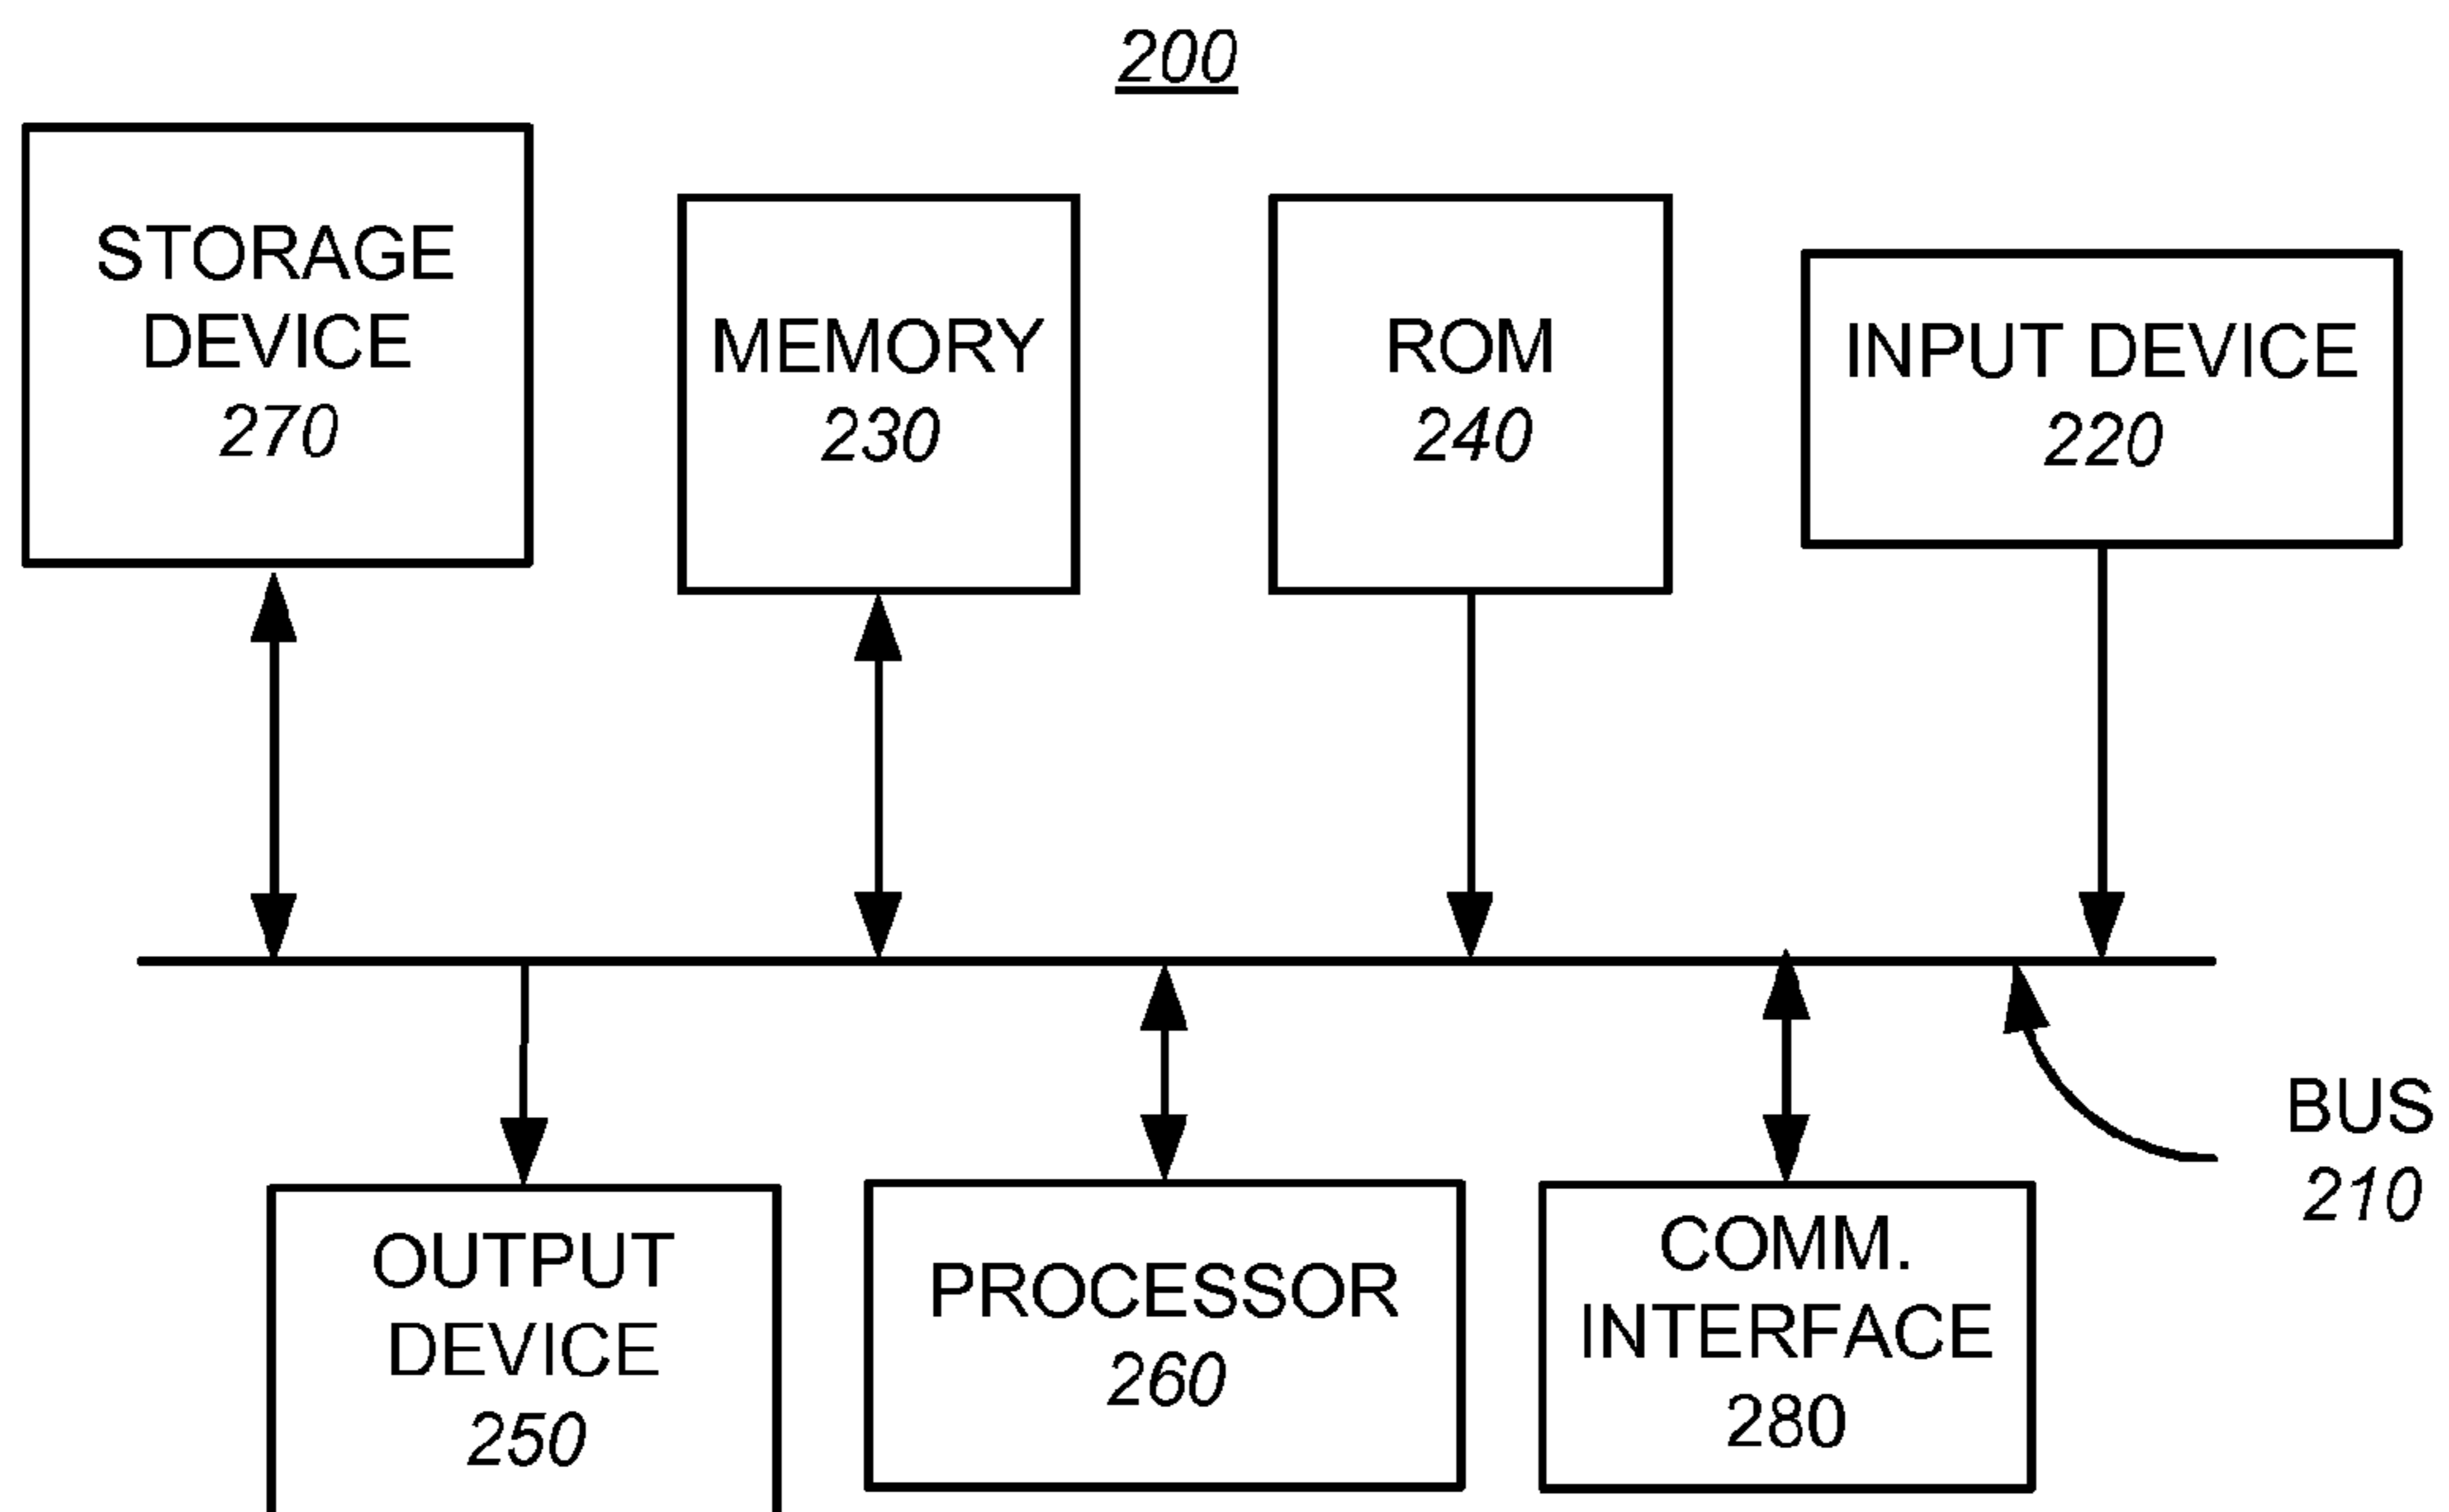 200
STORAGE
DEVICE
270
MEMORY
230
ROM
240
INPUT DEVICE
220
BUS
210
OUTPUT
DEVICE
250
PROCESSOR
260
COMM.
INTERFACE
280